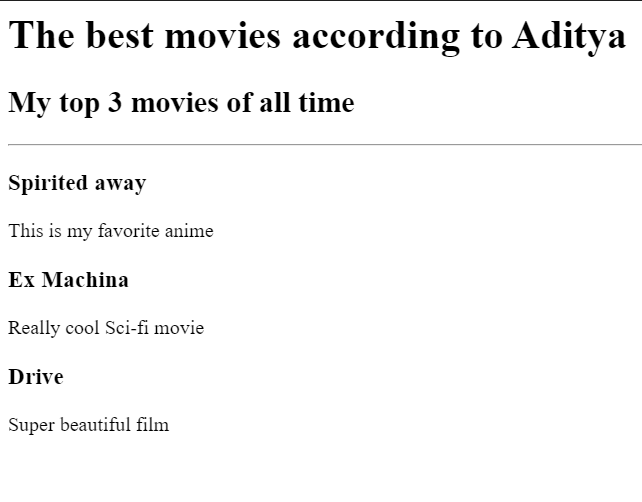 The best movies according to Aditya
My top 3 movies of all time
Spirited away
This is my favorite anime
Ex Machina
Really cool Sci-fi movie
Drive
Super beautiful film